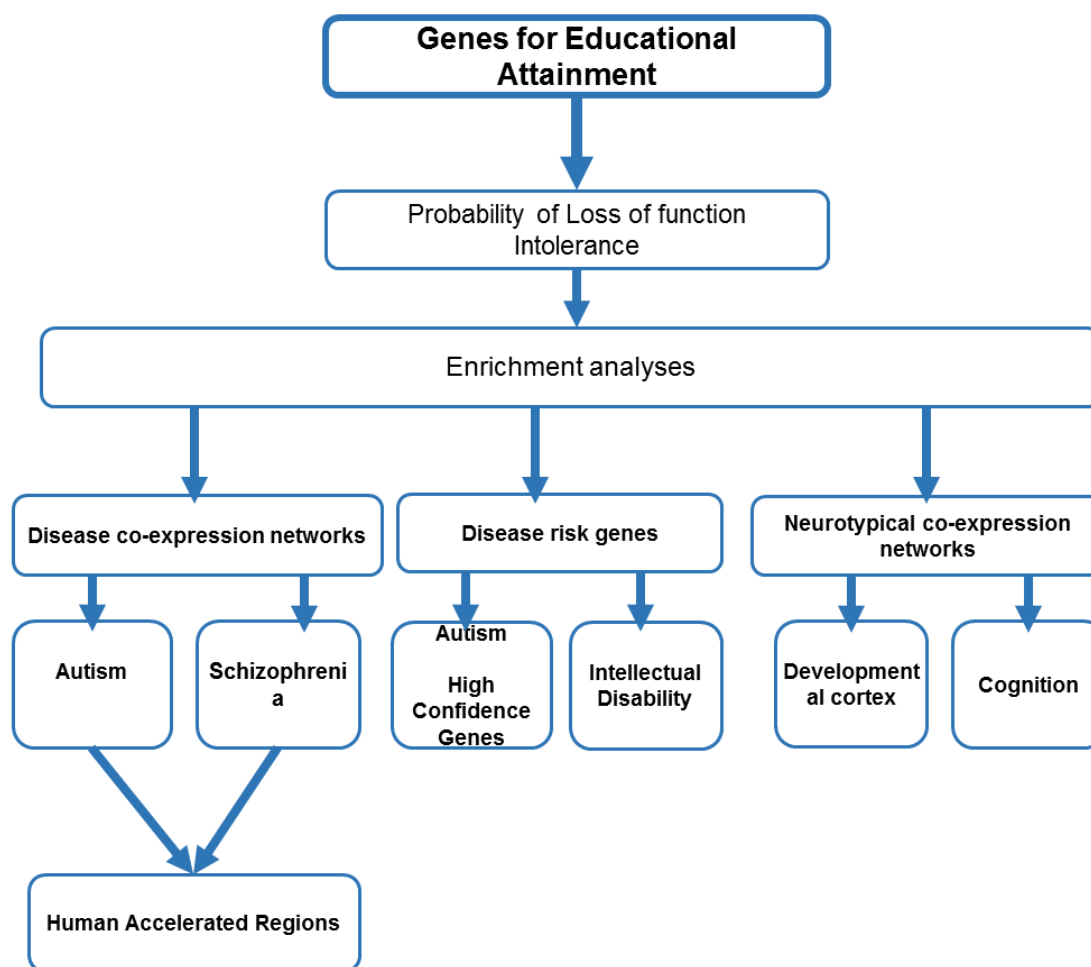 Genes for Educational
Attainment
Probability of Loss of function
Intolerance
Enrichment analyses
Disease co-expression networks
Disease risk genes
Neurotypical co-expression
networks
Autism
Schizophreni
a
Autism
High
Confidence
Genes
Intellectual
Disability
Development
al cortex
Cognition
Human Accelerated Regions